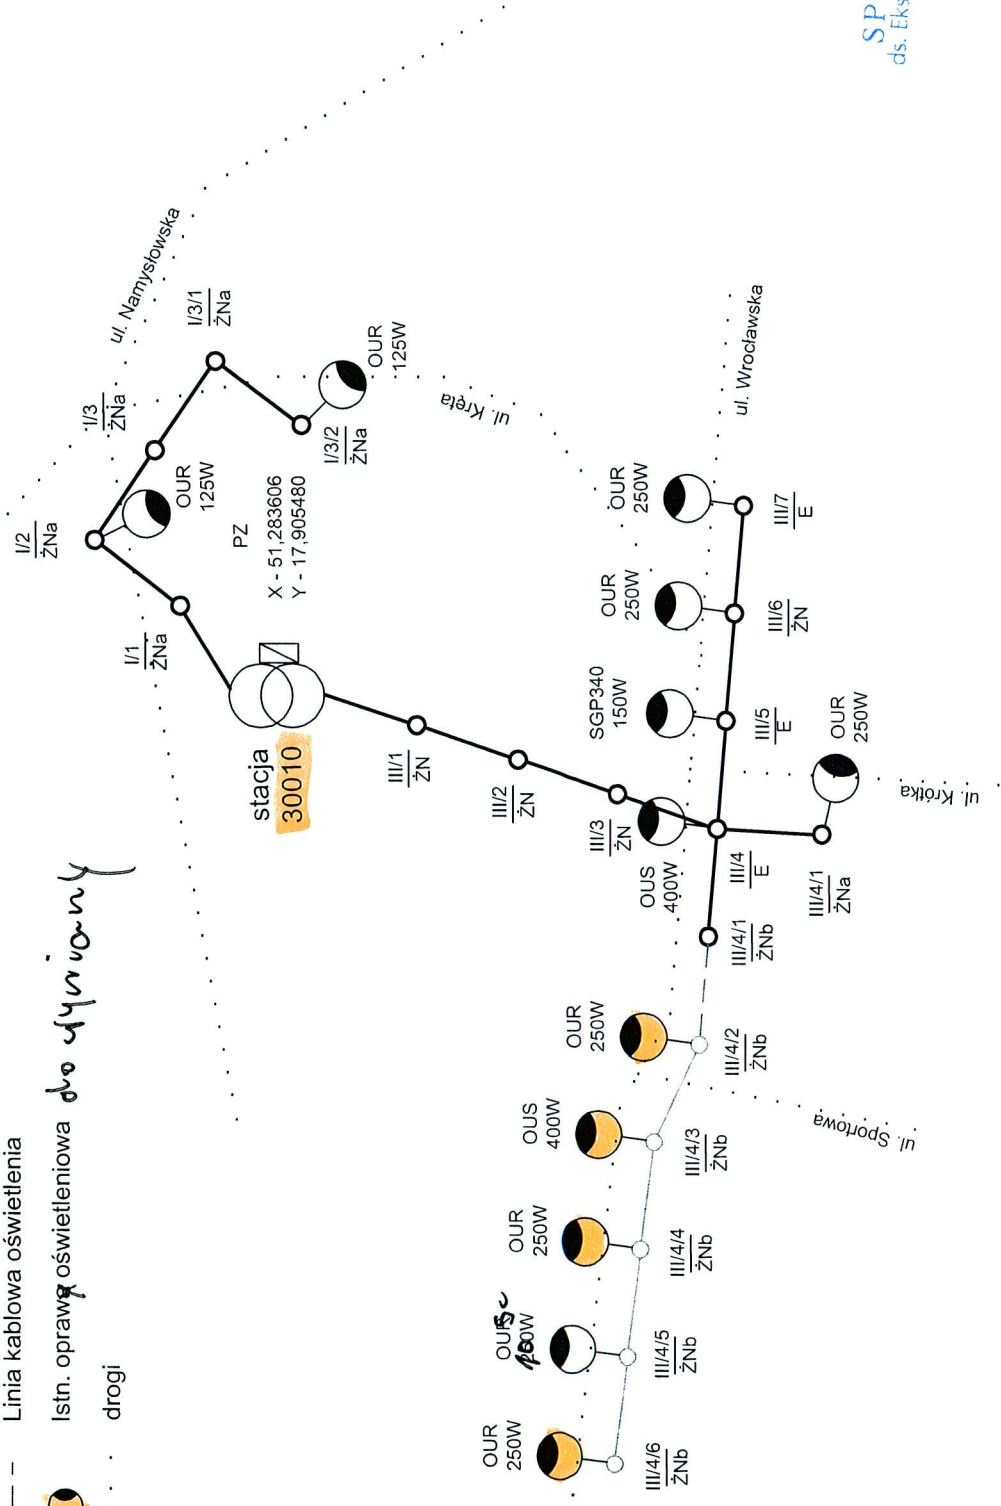 Linia kablowa oświetlenia
Istn. oprawą oświetleniowa do wymiany
drogi
stacja
30010
PZ
X - 51,283606
Y - 17,905480
ul. Namysłowska
ul. Kręta
ul. Wrocławska
ul. Krótka
ul. Sportowa
I/1
ŻNa
I/2
ŻNa
OUR
125W
I/3
ŻNa
I/3/1
ŻNa
I/3/2
ŻNa
OUR
125W
III/1
ŻN
III/2
ŻN
III/3
ŻN
OUS
400W
III/4
E
SGP340
150W
III/5
E
OUR
250W
III/6
ŻN
OUR
250W
III/7
E
III/4/1
ŻNa
OUR
250W
III/4/1
ŻNb
OUR
250W
III/4/2
ŻNb
OUS
400W
III/4/3
ŻNb
OUR
250W
III/4/4
ŻNb
III/4/5
ŻNb
OUR
250W
III/4/6
ŻNb
SP
ds. Eks